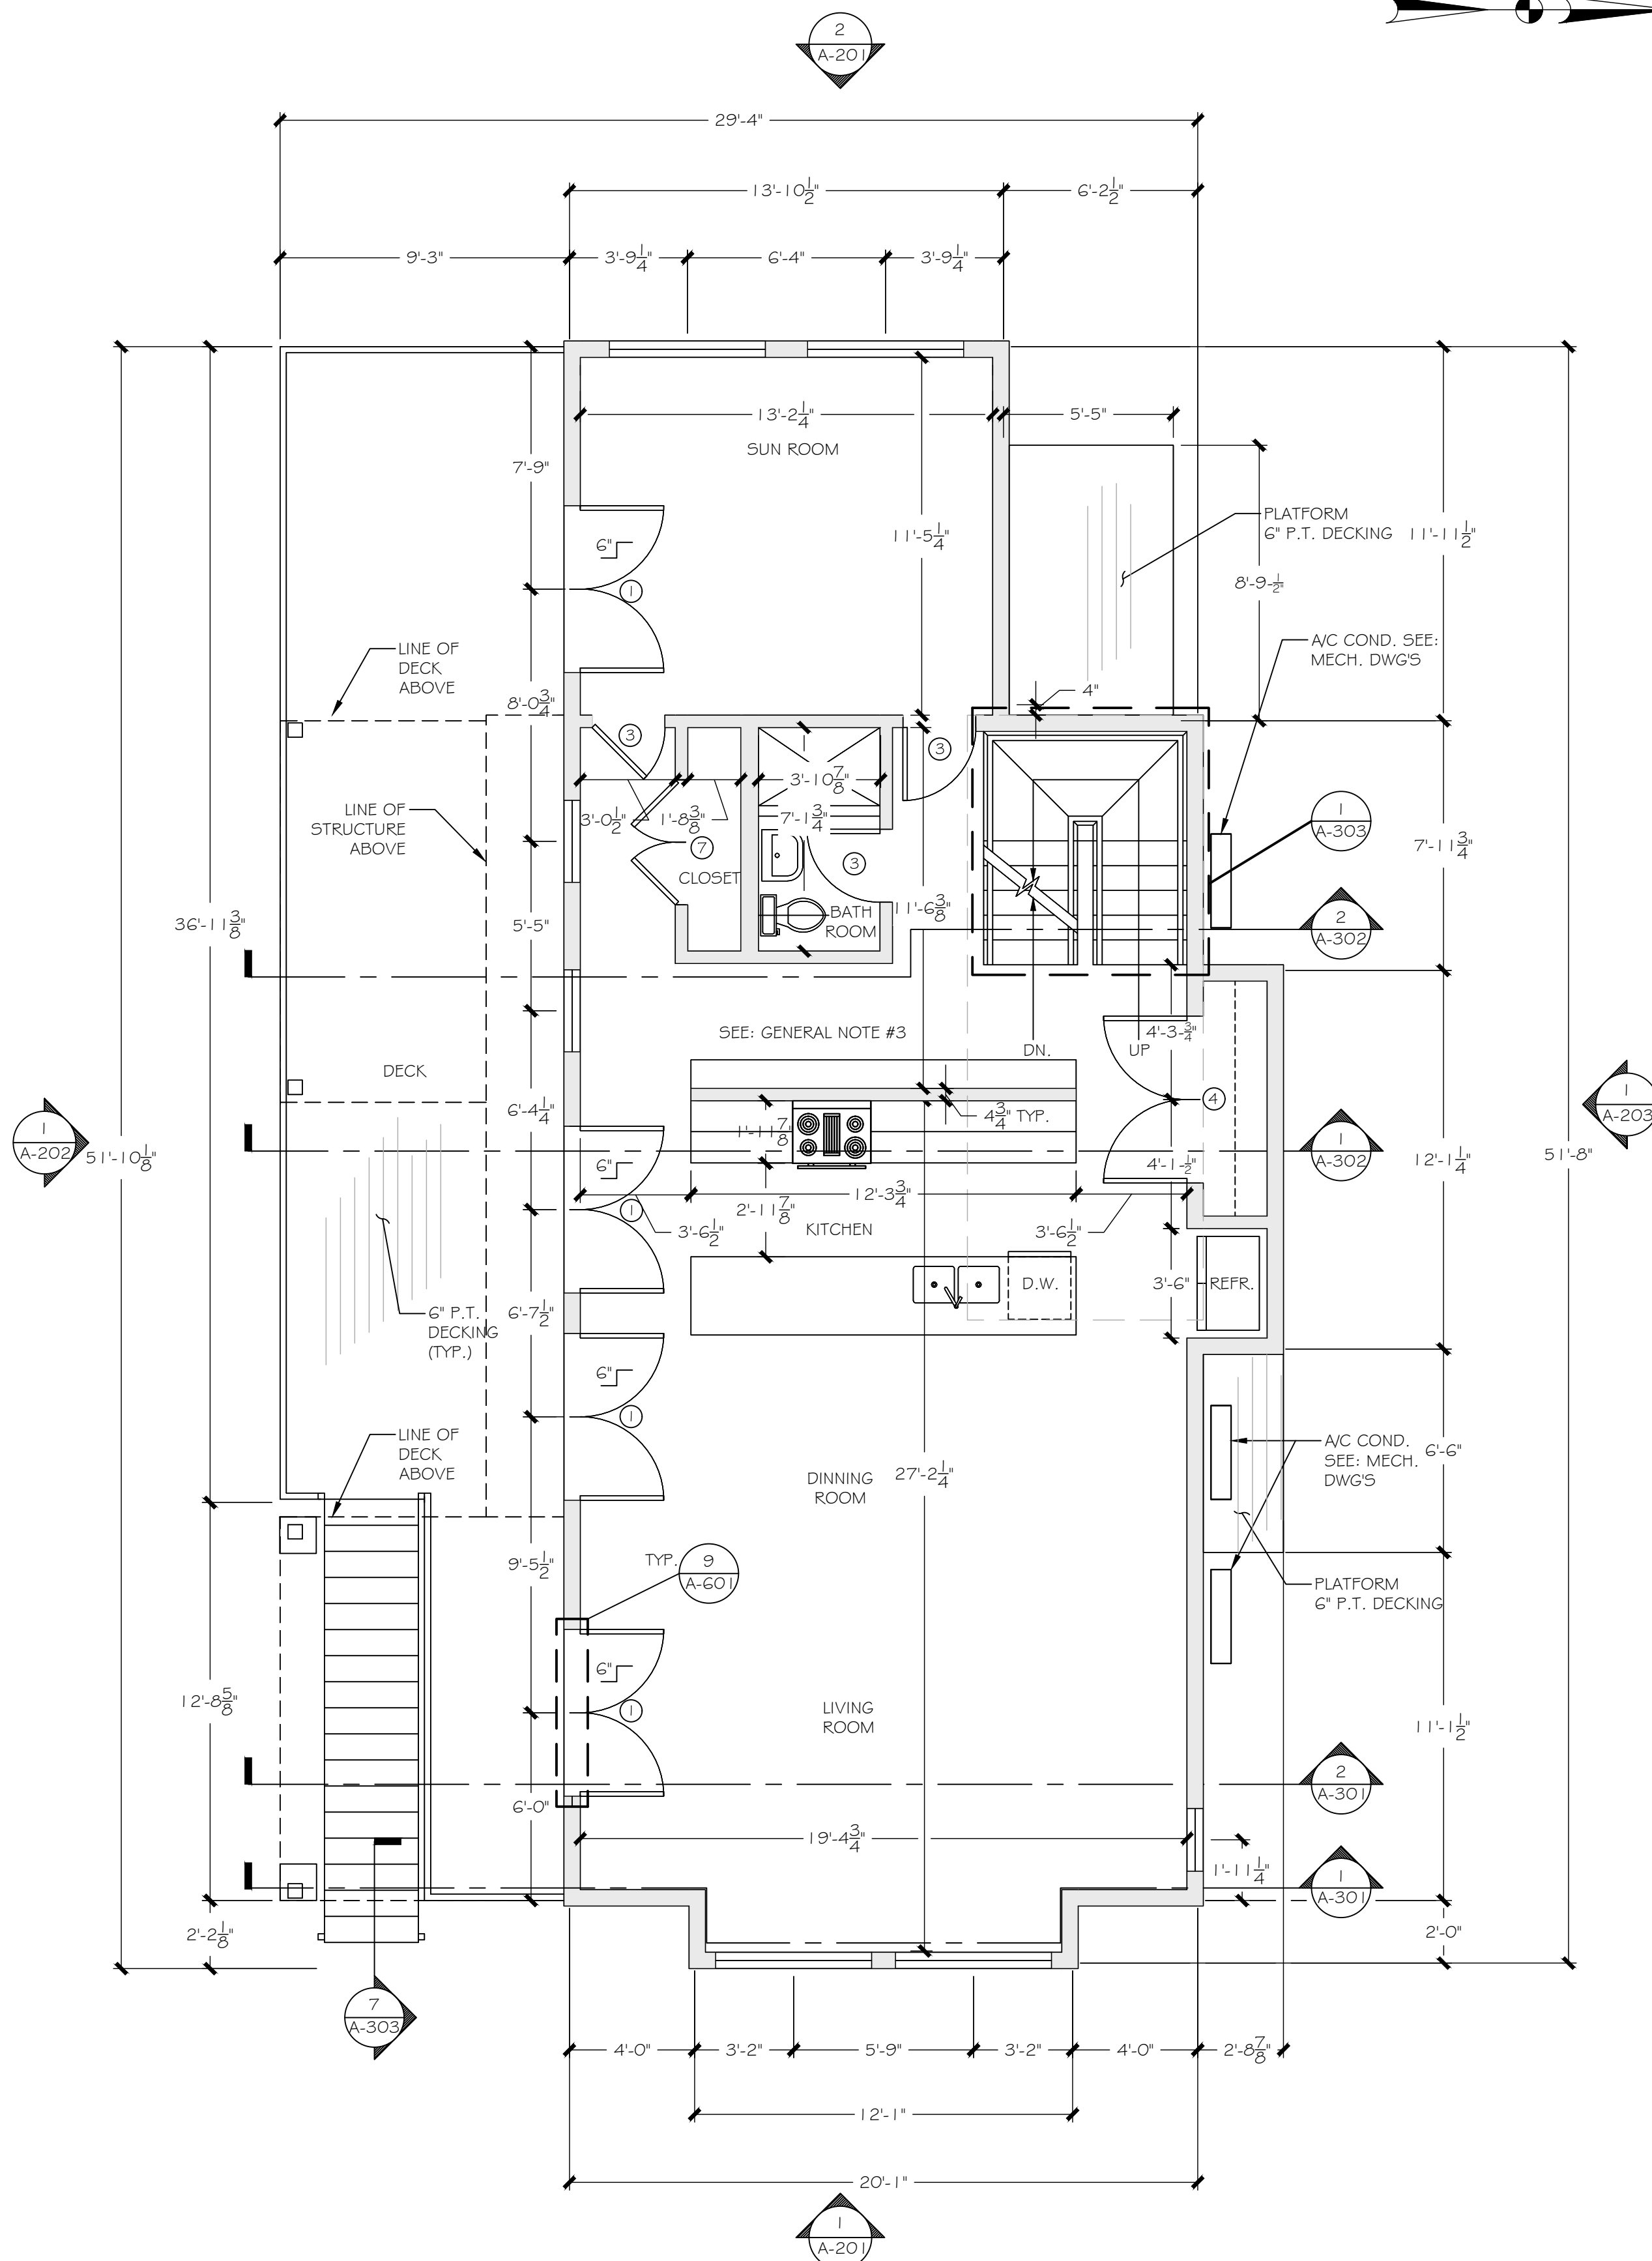 2
A-201
29'-4"
13'-10 1/2"
6'-2 1/2"
9'-3"
3'-9 1/4"
6'-4"
3'-9 1/4"
13'-2 1/4"
5'-5"
SUN ROOM
7'-9"
PLATFORM
6" P.T. DECKING
11'-11 1/2"
11'-5 1/4"
6"
8'-9 1/2"
1
LINE OF
DECK
ABOVE
A/C COND. SEE:
MECH. DWG'S
4"
8'-0 3/4"
3
3
3'-10 7/8"
LINE OF
STRUCTURE
ABOVE
3'-0 1/2"
1'-8 3/8"
7'-1 3/4"
1
A-303
7
3
7'-11 3/4"
CLOSET
36'-11 3/8"
5'-5"
BATH
ROOM
11'-6 3/8"
2
A-302
SEE: GENERAL NOTE #3
4'-3 3/4"
DN.
UP
DECK
6'-4 1/4"
4
4 3/4" TYP.
1'-11 7/8"
1
A-202
51'-10 1/8"
6"
4'-1 1/2"
1
A-302
12'-1 1/4"
51'-8"
1
A-203
12'-3 3/4"
2'-11 7/8"
1
3'-6 1/2"
KITCHEN
3'-6 1/2"
D.W.
3'-6"
REFR.
6" P.T.
DECKING
(TYP.)
6'-7 1/2"
6"
1
LINE OF
DECK
ABOVE
A/C COND.
SEE: MECH.
DWG'S
6'-6"
DINNING
ROOM
27'-2 1/4"
9'-5 1/2"
TYP.
9
A-601
PLATFORM
6" P.T. DECKING
6"
12'-8 5/8"
1
LIVING
ROOM
11'-1 1/2"
2
A-301
6'-0"
19'-4 3/4"
1'-11 1/4"
1
A-301
2'-2 1/8"
2'-0"
7
A-303
4'-0"
3'-2"
5'-9"
3'-2"
4'-0"
2'-8 7/8"
12'-1"
20'-1"
1
A-201